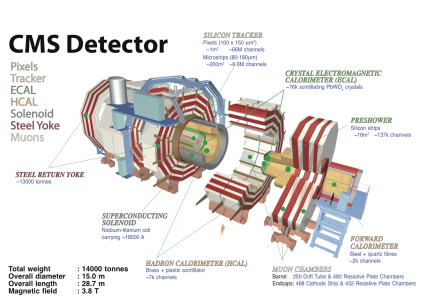 CMS Detector
Pixels
Tracker
ECAL
HCAL
Solenoid
Steel Yoke
Muons
SILICON TRACKER
Pixels (100 x 150 μm²)
~1m² ~66M channels
Microstrips (80-180μm)
~200m² ~9.6M channels
CRYSTAL ELECTROMAGNETIC
CALORIMETER (ECAL)
~76k scintillating PbWO₄ crystals
PRESHOWER
Silicon strips
~16m² ~137k channels
STEEL RETURN YOKE
~13000 tonnes
SUPERCONDUCTING
SOLENOID
Niobium-titanium coil
carrying ~18000 A
HADRON CALORIMETER (HCAL)
Brass + plastic scintillator
~7k channels
FORWARD
CALORIMETER
Steel + quartz fibres
~2k channels
MUON CHAMBERS
Barrel: 250 Drift Tube & 480 Resistive Plate Chambers
Endcaps: 468 Cathode Strip & 432 Resistive Plate Chambers
Total weight : 14000 tonnes
Overall diameter : 15.0 m
Overall length : 28.7 m
Magnetic field : 3.8 T